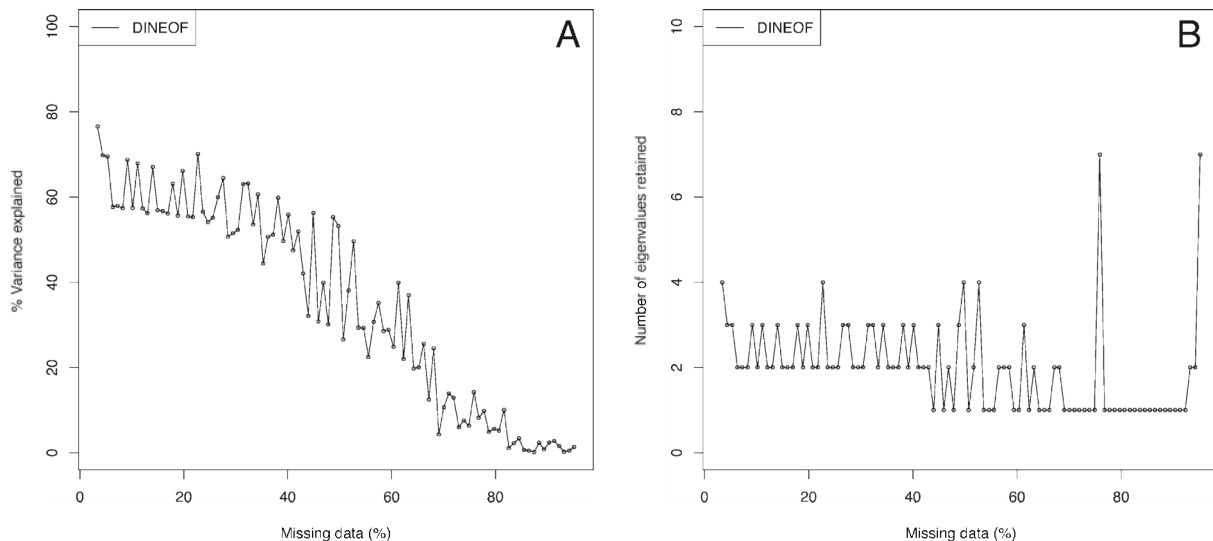 DINEOF
A
% Variance explained
100
80
60
40
20
0
0 20 40 60 80
Missing data (%)
DINEOF
B
Number of eigenvalues retained
10
8
6
4
2
0
0 20 40 60 80
Missing data (%)